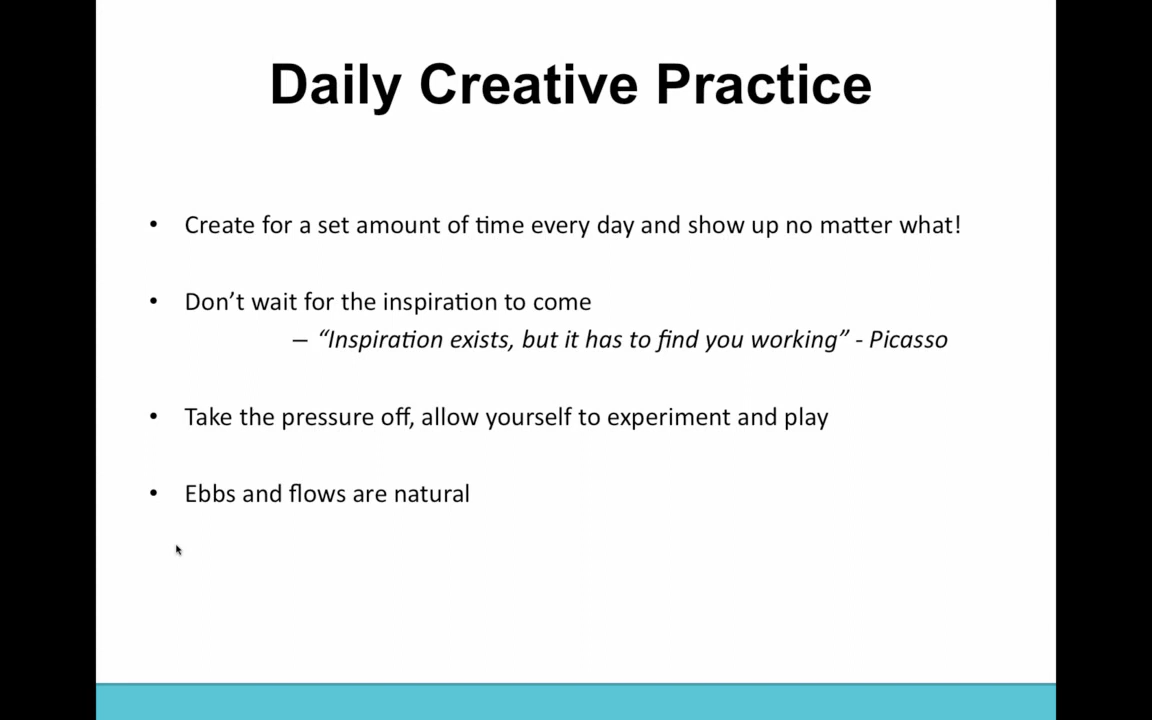 Daily Creative Practice
• Create for a set amount of time every day and show up no matter what!
• Don’t wait for the inspiration to come
– “Inspiration exists, but it has to find you working” - Picasso
• Take the pressure off, allow yourself to experiment and play
• Ebbs and flows are natural